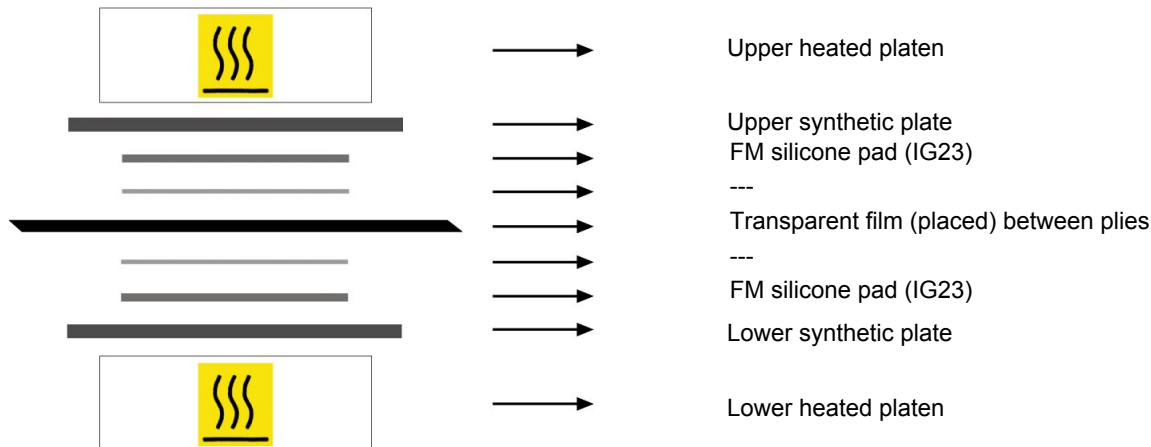 Upper heated platen
Upper synthetic plate
FM silicone pad (IG23)
---
Transparent film (placed) between plies
---
FM silicone pad (IG23)
Lower synthetic plate
Lower heated platen